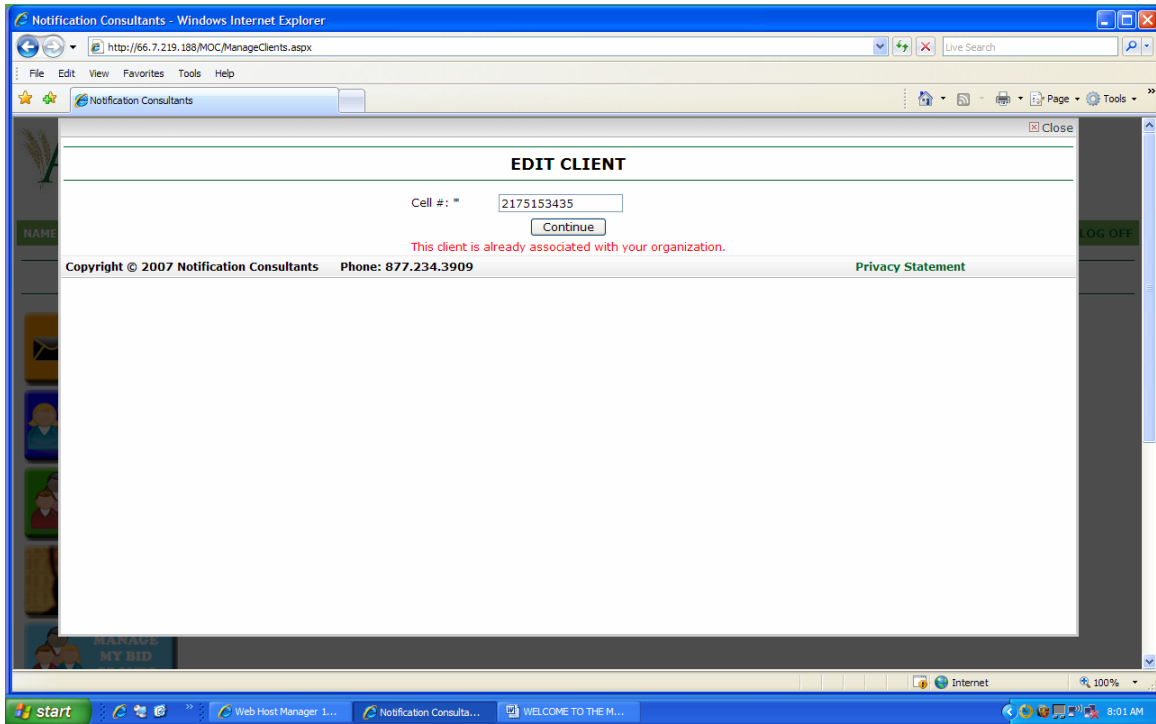 Notification Consultants - Windows Internet Explorer
http://66.7.219.188/MOC/ManageClients.aspx
Live Search
File Edit View Favorites Tools Help
Notification Consultants
Page
Tools
»
Close
EDIT CLIENT
Cell #: *
2175153435
Continue
This client is already associated with your organization.
NAME
LOG OFF
Copyright © 2007 Notification Consultants Phone: 877.234.3909 Privacy Statement
MANAGE
MY BID
Internet
100%
start
»
Web Host Manager 1...
Notification Consulta...
WELCOME TO THE M...
8:01 AM